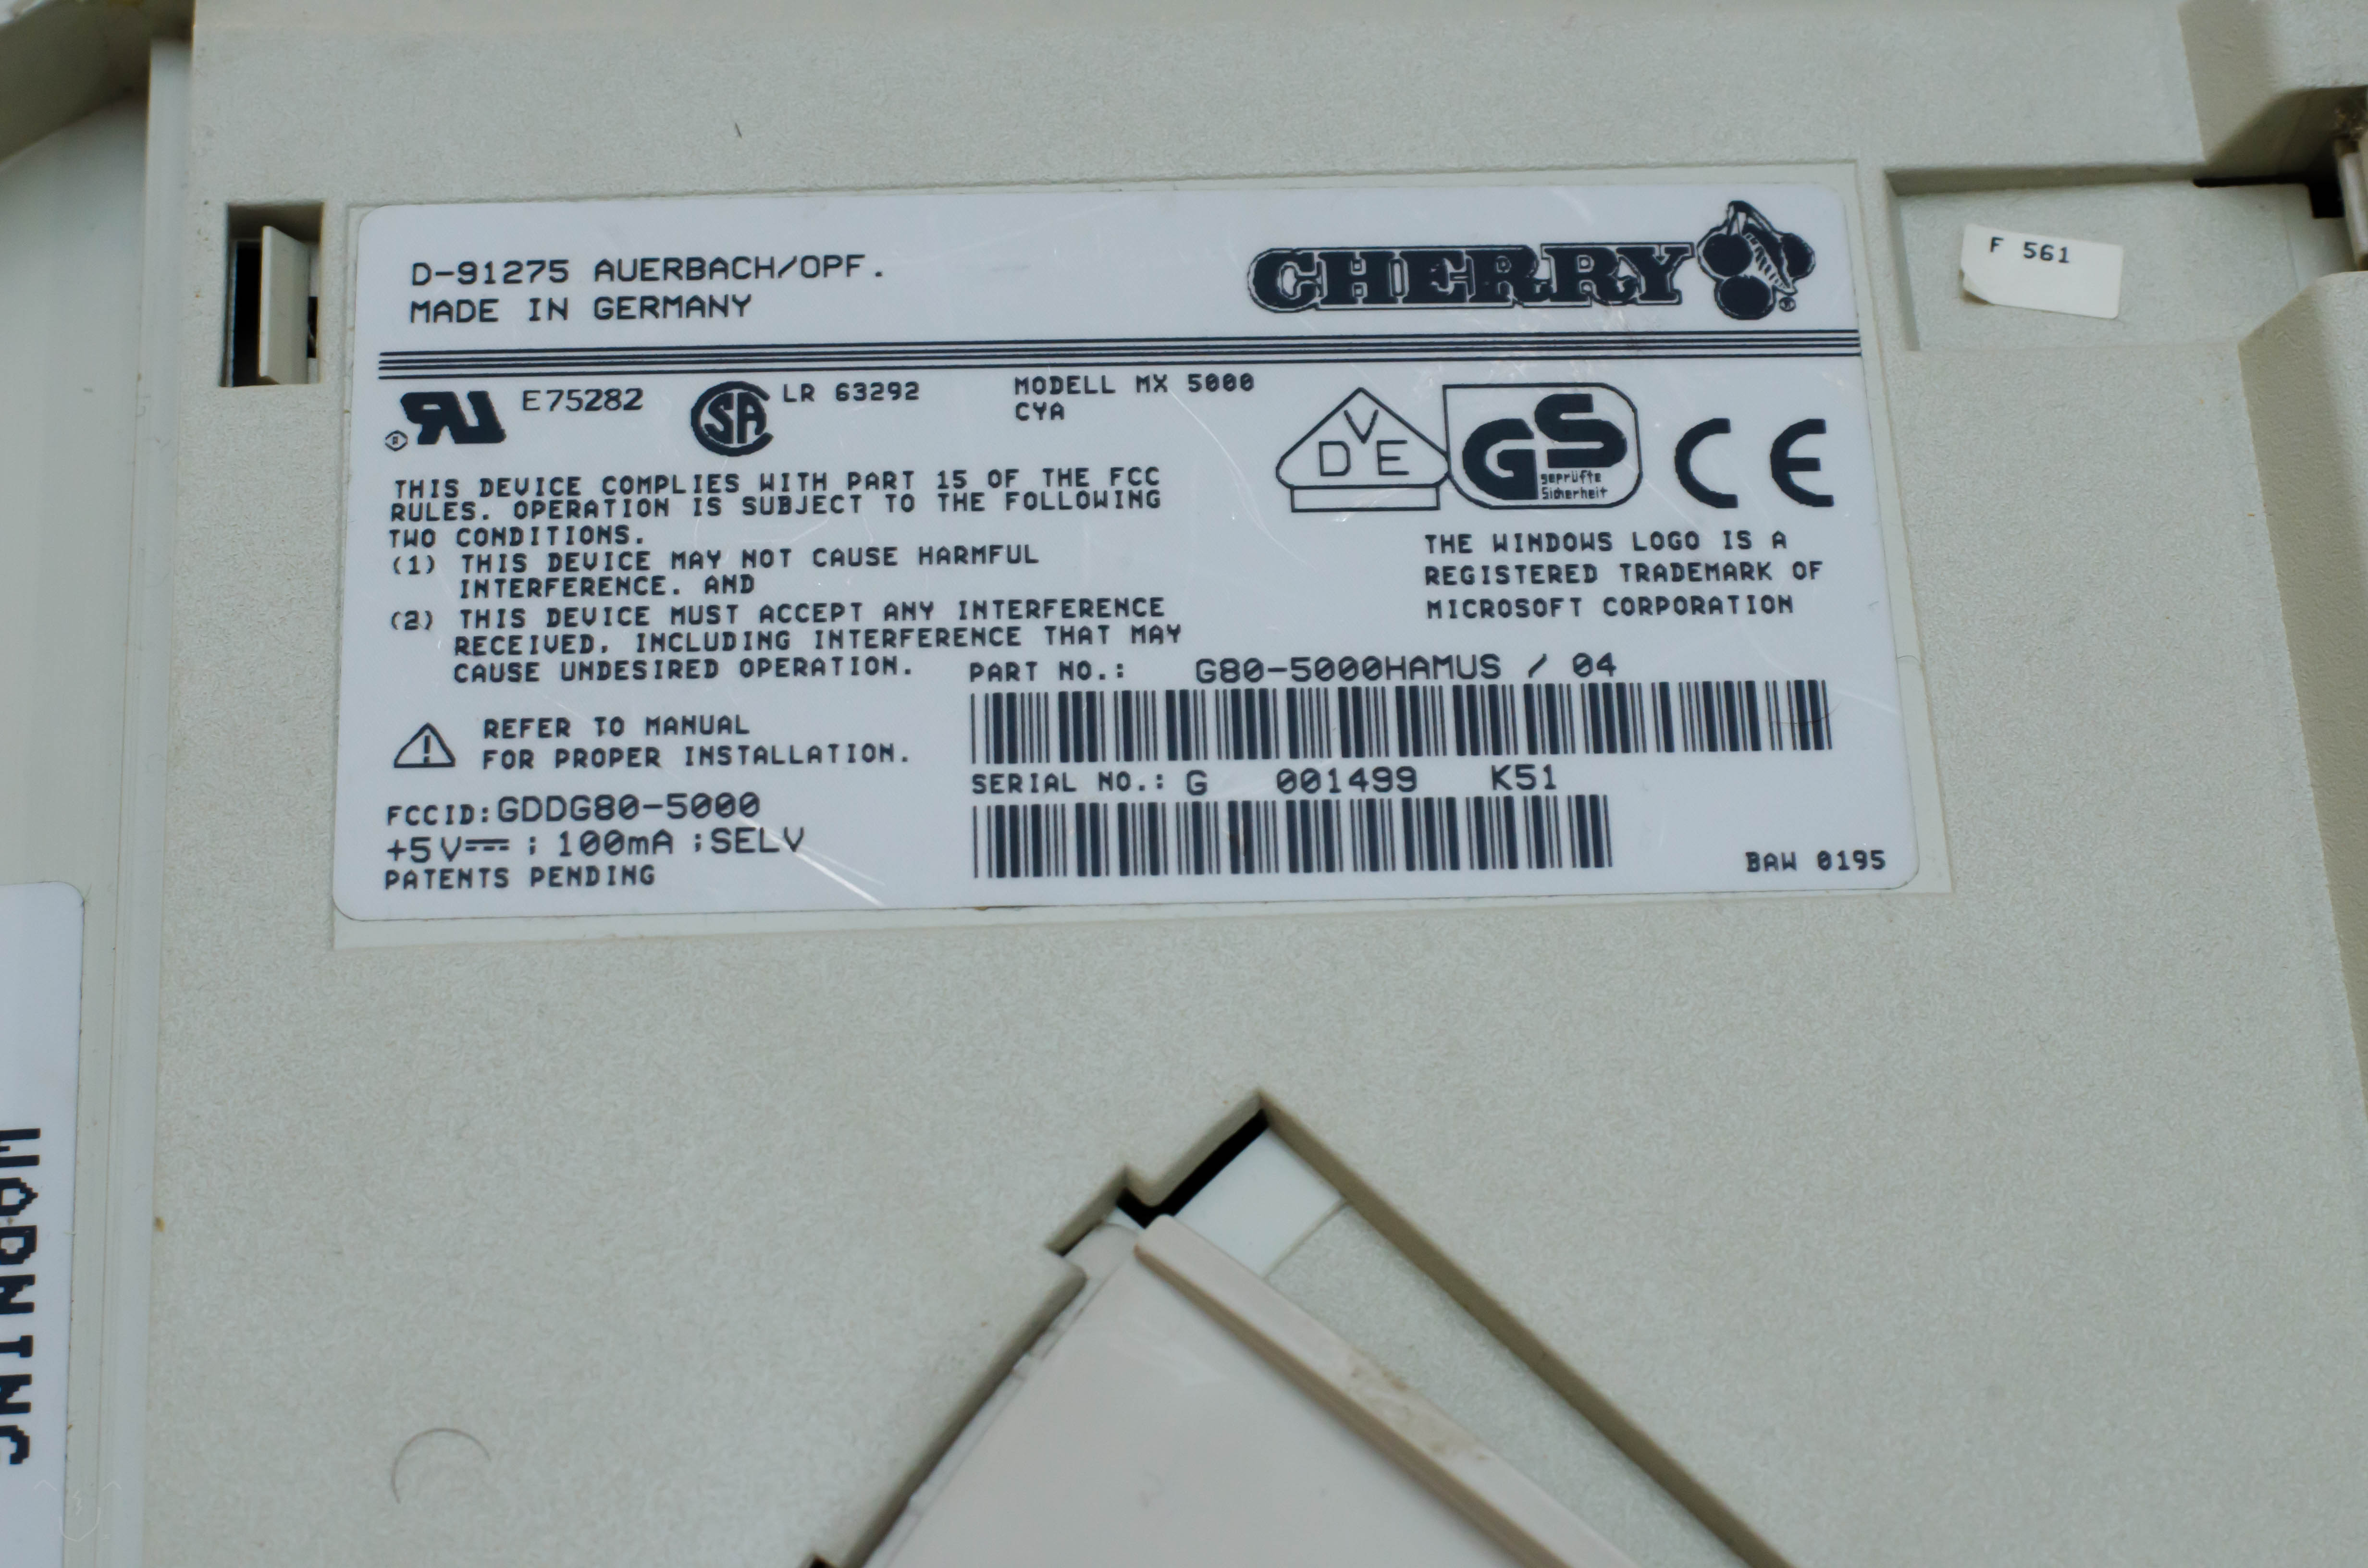 D-91275 AUERBACH/OPF.
MADE IN GERMANY
CHERRY
®
F 561
E75282
SA
LR 63292
MODELL MX 5000
CYA
VDE
GS
geprüfte
Sicherheit
CE
THIS DEVICE COMPLIES WITH PART 15 OF THE FCC
RULES. OPERATION IS SUBJECT TO THE FOLLOWING
TWO CONDITIONS.
(1) THIS DEVICE MAY NOT CAUSE HARMFUL
INTERFERENCE. AND
(2) THIS DEVICE MUST ACCEPT ANY INTERFERENCE
RECEIVED, INCLUDING INTERFERENCE THAT MAY
CAUSE UNDESIRED OPERATION.
THE WINDOWS LOGO IS A
REGISTERED TRADEMARK OF
MICROSOFT CORPORATION
PART NO.: G80-5000HAMUS / 04
REFER TO MANUAL
FOR PROPER INSTALLATION.
SERIAL NO.: G 001499 K51
FCCID:GDDG80-5000
+5V⎓ ; 100mA ;SELV
PATENTS PENDING
BAW 0195
WARNING